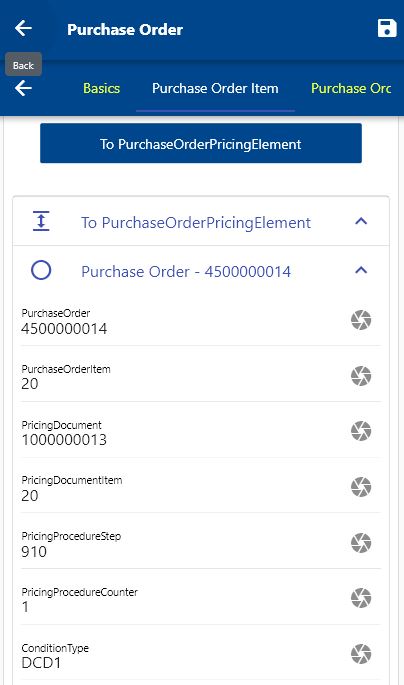 Purchase Order
Back
Basics
Purchase Order Item
Purchase Orc
To PurchaseOrderPricingElement
To PurchaseOrderPricingElement
Purchase Order - 4500000014
PurchaseOrder
4500000014
PurchaseOrderItem
20
PricingDocument
1000000013
PricingDocumentItem
20
PricingProcedureStep
910
PricingProcedureCounter
1
ConditionType
DCD1